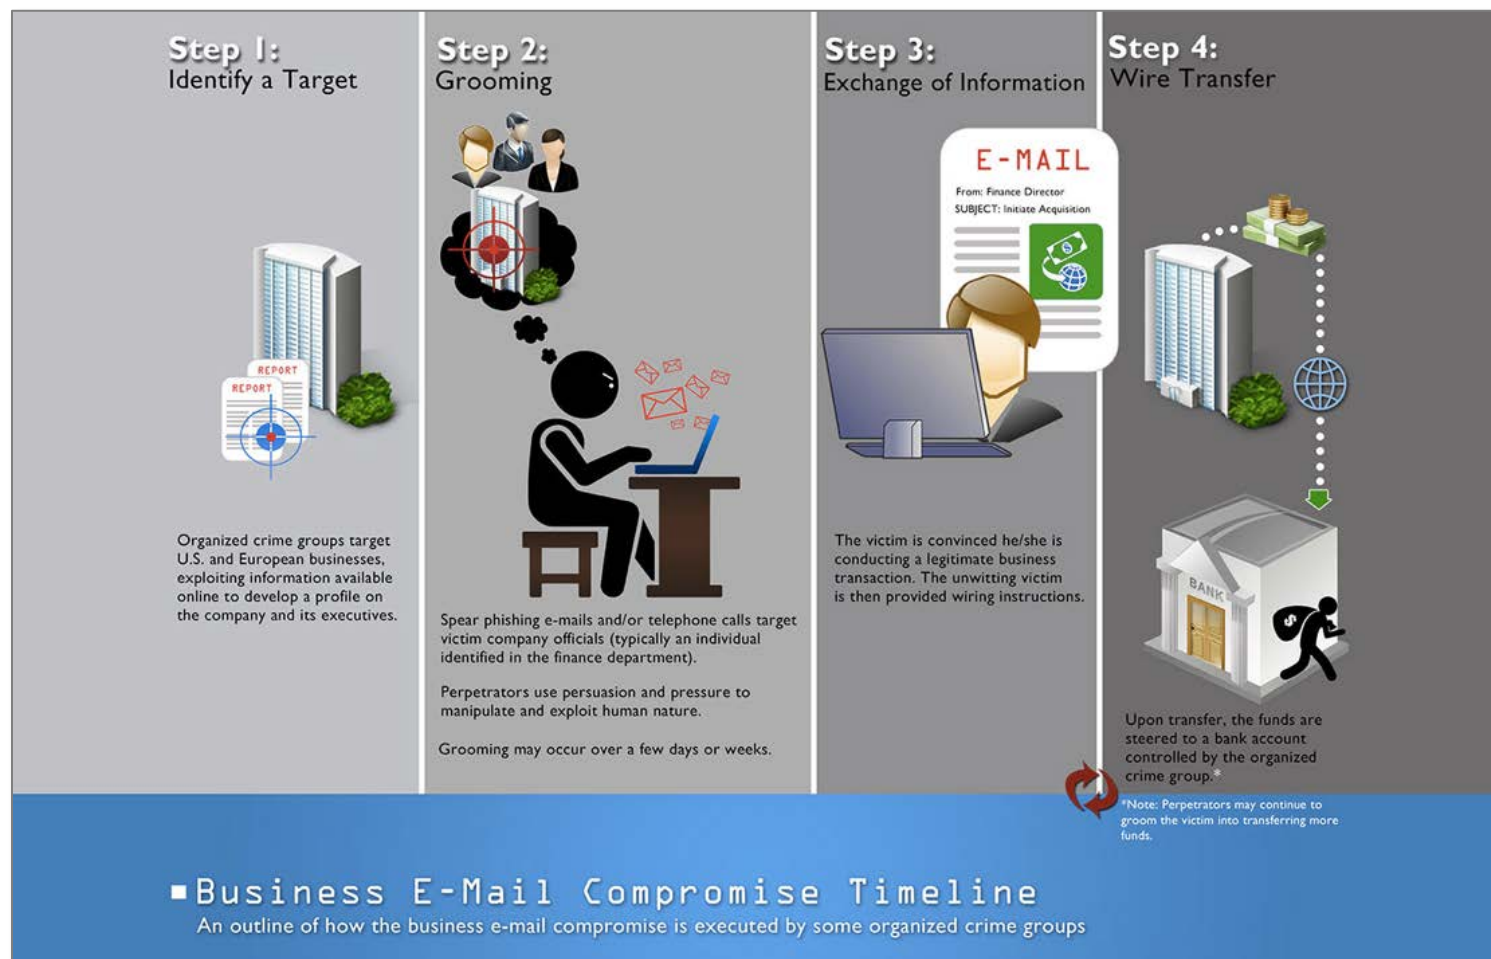 Step 1:
Identify a Target
REPORT
REPORT
Organized crime groups target
U.S. and European businesses,
exploiting information available
online to develop a profile on
the company and its executives.
Step 2:
Grooming
Spear phishing e-mails and/or telephone calls target
victim company officials (typically an individual
identified in the finance department).
Perpetrators use persuasion and pressure to
manipulate and exploit human nature.
Grooming may occur over a few days or weeks.
Step 3:
Exchange of Information
E-MAIL
From: Finance Director
SUBJECT: Initiate Acquisition
$
The victim is convinced he/she is
conducting a legitimate business
transaction. The unwitting victim
is then provided wiring instructions.
Step 4:
Wire Transfer
BANK
$
Upon transfer, the funds are
steered to a bank account
controlled by the organized
crime group.*
*Note: Perpetrators may continue to
groom the victim into transferring more
funds.
Business E-Mail Compromise Timeline
An outline of how the business e-mail compromise is executed by some organized crime groups